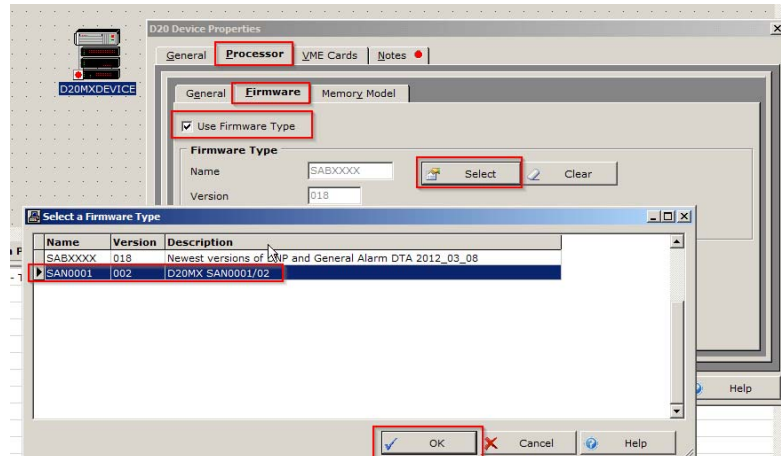 D20 Device Properties
General Processor VME Cards Notes
D20MXDEVICE
General Firmware Memory Model
Use Firmware Type
Firmware Type
Name SABXXXX Select Clear
Version 018
Select a Firmware Type
Name Version Description
SABXXXX 018 Newest versions of DNP and General Alarm DTA 2012_03_08
SAN0001 002 D20MX SAN0001/02
Help
OK Cancel Help